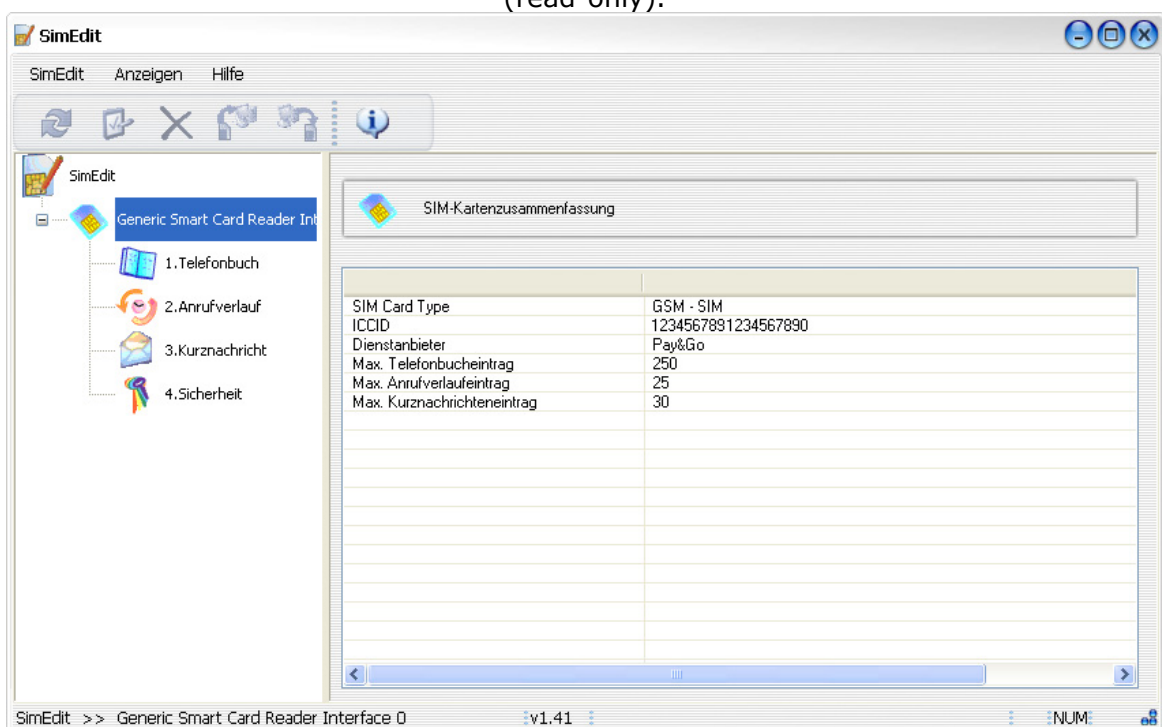 (read only).
SimEdit
SimEdit Anzeigen Hilfe
SimEdit
Generic Smart Card Reader Int
1.Telefonbuch
2.Anrufverlauf
3.Kurznachricht
4.Sicherheit
SIM-Kartenzusammenfassung
SIM Card Type GSM - SIM
ICCID 1234567891234567890
Dienstanbieter Pay&Go
Max. Telefonbucheintrag 250
Max. Anrufverlaufeintrag 25
Max. Kurznachrichteneintrag 30
SimEdit >> Generic Smart Card Reader Interface 0 v1.41 NUM